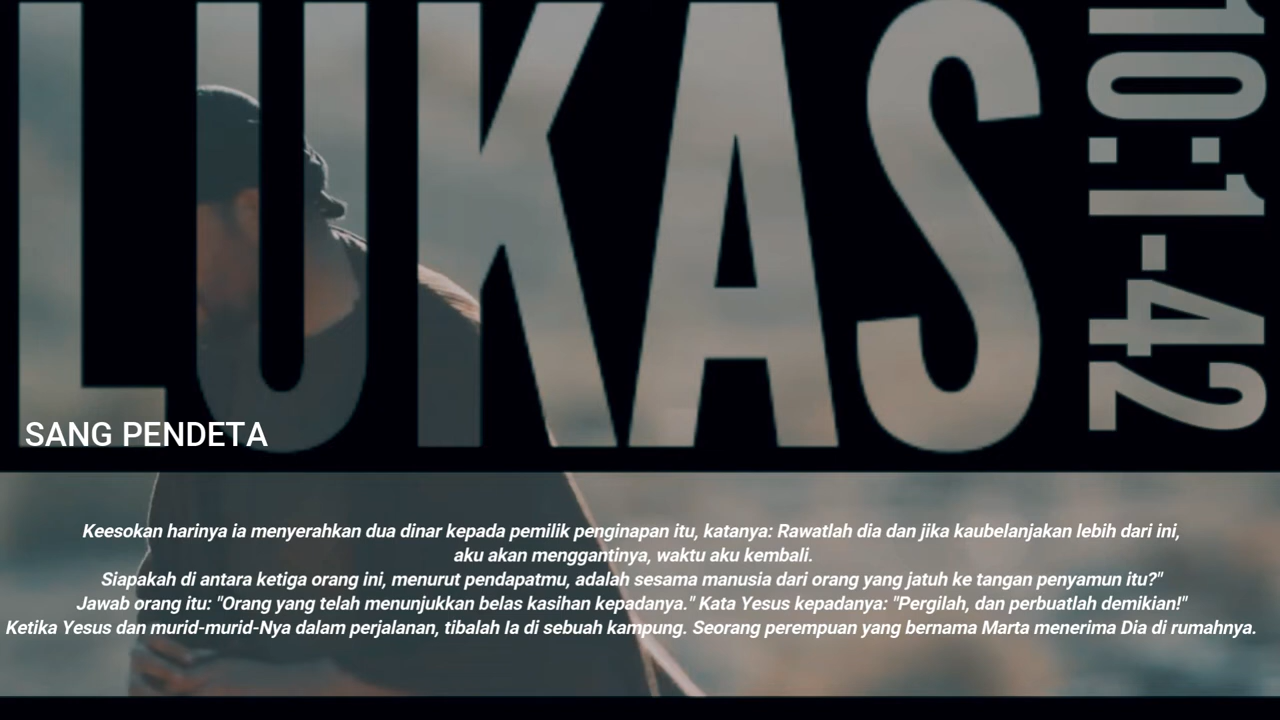 LUKAS
10:1-42
SANG PENDETA
Keesokan harinya ia menyerahkan dua dinar kepada pemilik penginapan itu, katanya: Rawatlah dia dan jika kaubelanjakan lebih dari ini,
aku akan menggantinya, waktu aku kembali.
Siapakah di antara ketiga orang ini, menurut pendapatmu, adalah sesama manusia dari orang yang jatuh ke tangan penyamun itu?"
Jawab orang itu: "Orang yang telah menunjukkan belas kasihan kepadanya." Kata Yesus kepadanya: "Pergilah, dan perbuatlah demikian!"
Ketika Yesus dan murid-murid-Nya dalam perjalanan, tibalah Ia di sebuah kampung. Seorang perempuan yang bernama Marta menerima Dia di rumahnya.